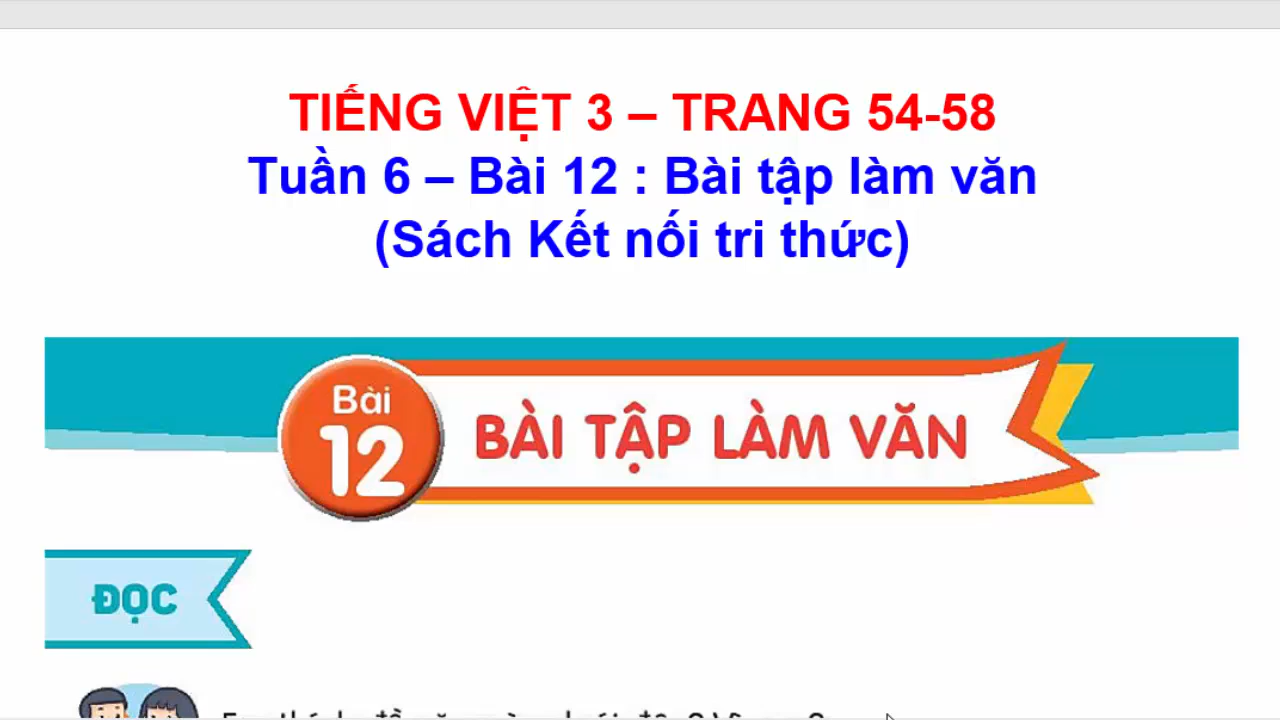 TIẾNG VIỆT 3 – TRANG 54-58
Tuần 6 – Bài 12 : Bài tập làm văn
(Sách Kết nối tri thức)
Bài
12
BÀI TẬP LÀM VĂN
ĐỌC